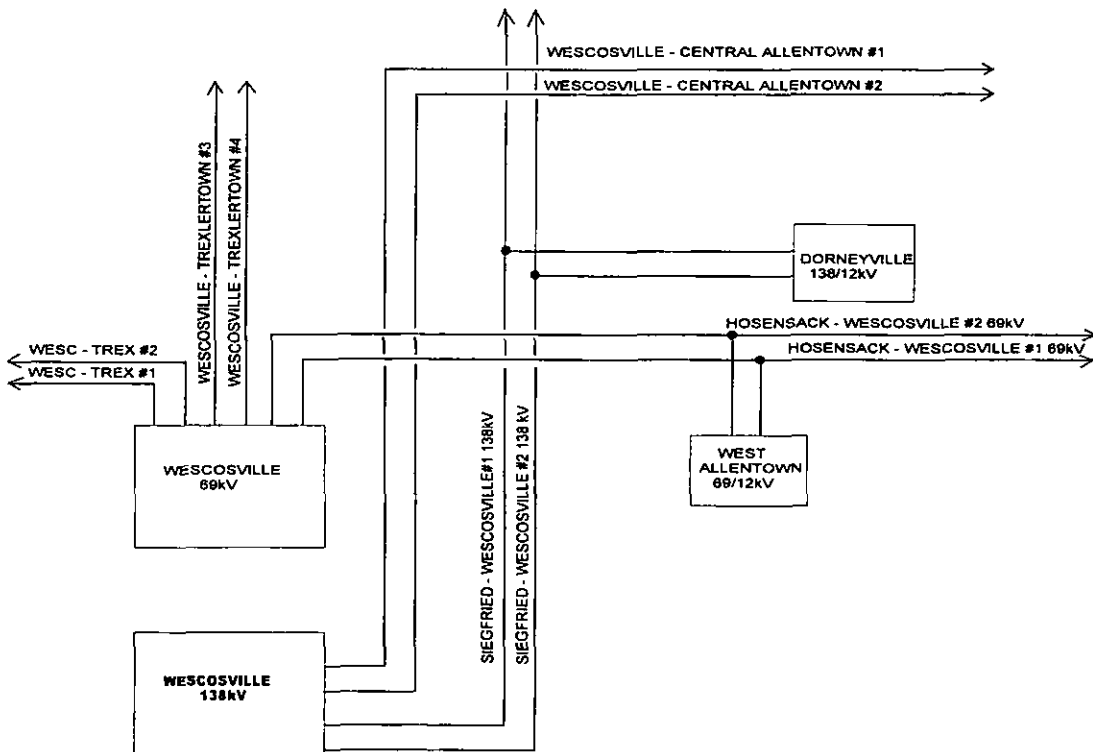 WESCOSVILLE - CENTRAL ALLENTOWN #1
WESCOSVILLE - CENTRAL ALLENTOWN #2
WESCOSVILLE - TREXLERTOWN #3
WESCOSVILLE - TREXLERTOWN #4
DORNEYVILLE
138/12kV
HOSENSACK - WESCOSVILLE #2 69kV
HOSENSACK - WESCOSVILLE #1 69kV
WESC - TREX #2
WESC - TREX #1
WESCOSVILLE
69kV
WEST
ALLENTOWN
69/12kV
SIEGFRIED - WESCOSVILLE#1 138kV
SIEGFRIED - WESCOSVILLE #2 138 kV
WESCOSVILLE
138kV